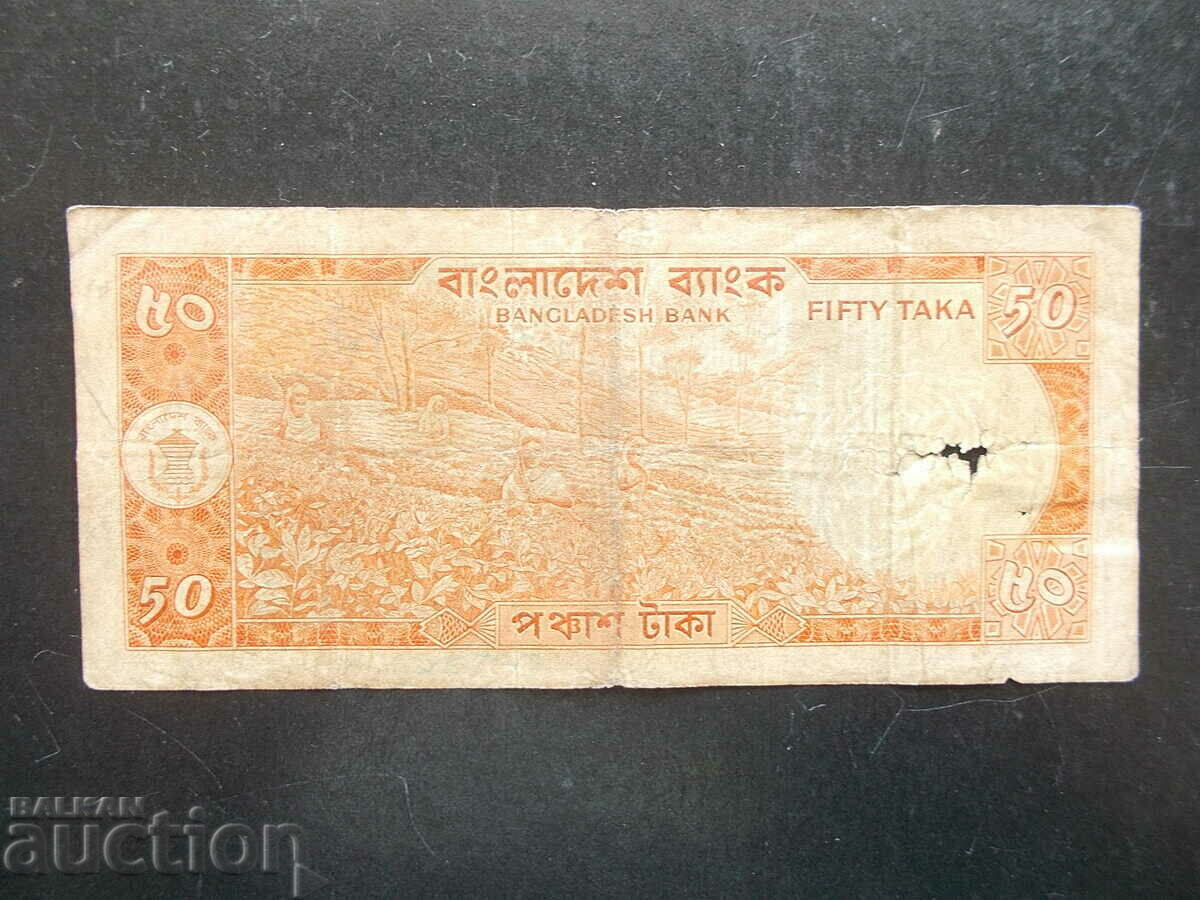 বাংলাদেশ ব্যাংক
BANGLADESH BANK
FIFTY TAKA
৫০
50
50
৫০
পঞ্চাশ টাকা
BALKAN
auction